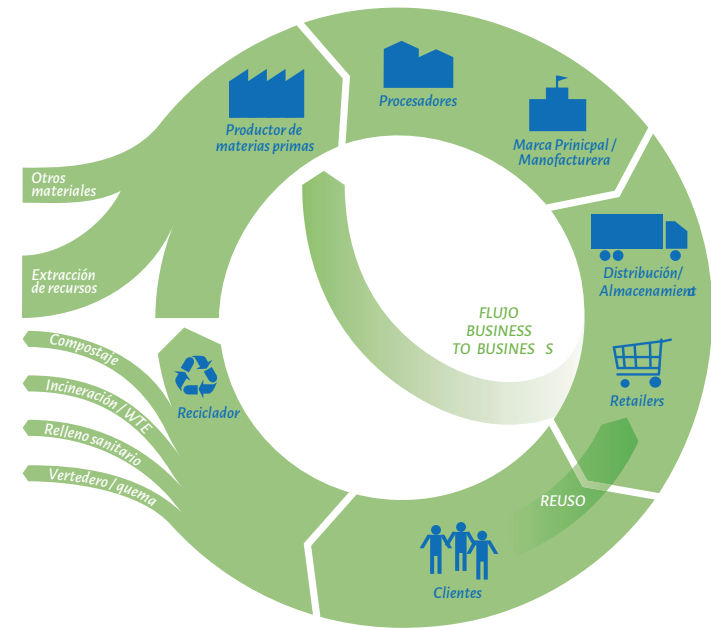 Procesadores
Productor de
materias primas
Marca Prinicpal /
Manofacturera
Otros
materiales
Extracción
de recursos
Distribución/
Almacenamient
FLUJO
BUSINESS
TO BUSINES S
Compostaje
Incineración / WTE
Relleno sanitario
Vertedero / quema
Reciclador
Retailers
REUSO
Clientes